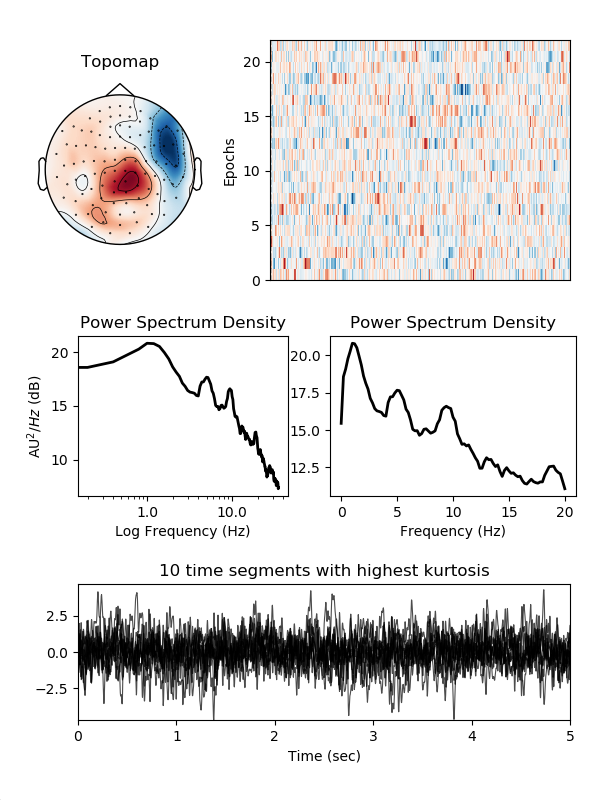 Topomap
Epochs
20
15
10
5
0
Power Spectrum Density
AU²/Hz (dB)
20
15
10
1.0 10.0
Log Frequency (Hz)
Power Spectrum Density
20.0
17.5
15.0
12.5
0 5 10 15 20
Frequency (Hz)
10 time segments with highest kurtosis
2.5
0.0
−2.5
0 1 2 3 4 5
Time (sec)